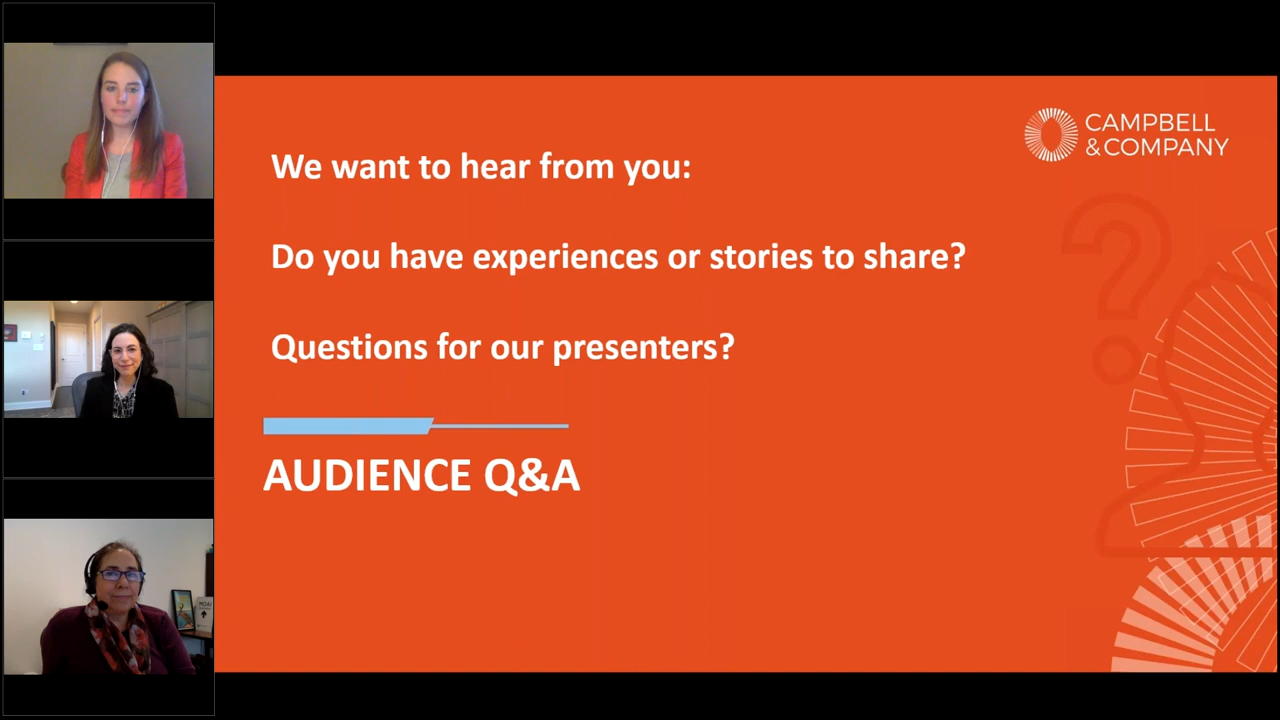 CAMPBELL
& COMPANY
We want to hear from you:
Do you have experiences or stories to share?
Questions for our presenters?
AUDIENCE Q&A